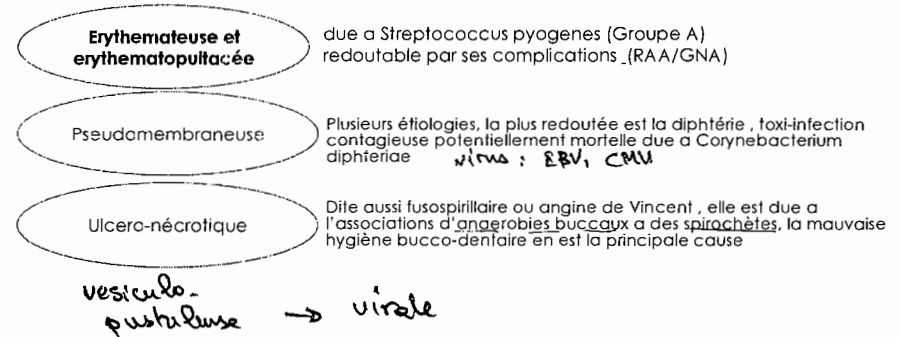 Erythemateuse et
erythematopultacée
due a Streptococcus pyogenes (Groupe A)
redoutable par ses complications (RAA/GNA)
Pseudomembraneuse
Plusieurs étiologies, la plus redoutée est la diphtérie , toxi-infection
contagieuse potentiellement mortelle due a Corynebacterium
diphteriae virus : EBV, CMV
Ulcero-nécrotique
Dite aussi fusospirillaire ou angine de Vincent , elle est due a
l'associations d'anaerobies buccaux a des spirochètes, la mauvaise
hygiène bucco-dentaire en est la principale cause
vesiculo-
pustuleuse → virale